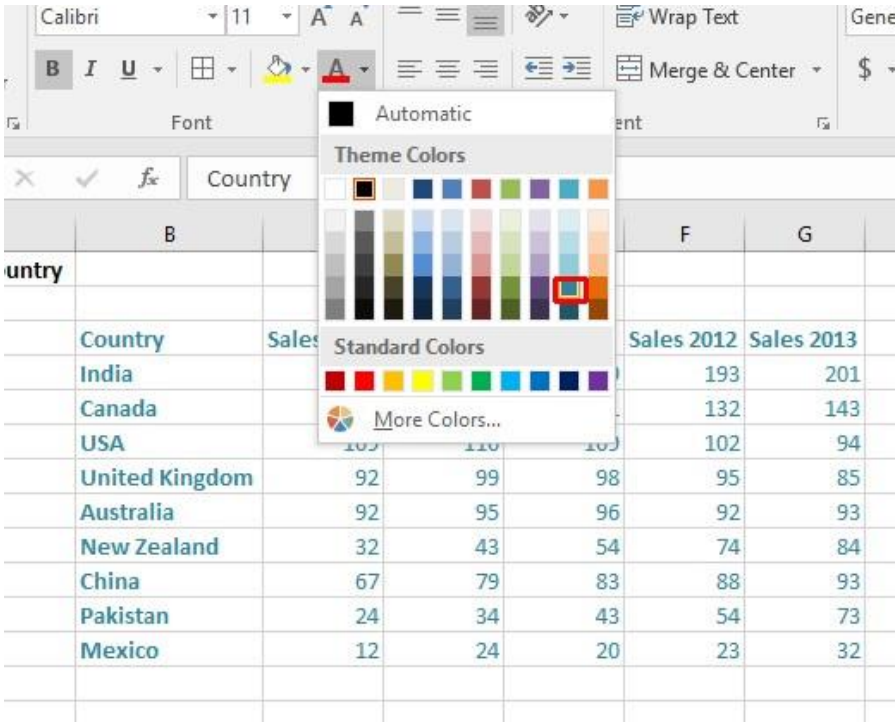 Calibri 11 A A Wrap Text Gene
B I U A Merge & Center $
Font ent
Automatic
Theme Colors
fx Country
B F G
untry
Country Sales Sales 2012 Sales 2013
Standard Colors
India 193 201
Canada 132 143
More Colors...
USA 102 94
United Kingdom 92 99 98 95 85
Australia 92 95 96 92 93
New Zealand 32 43 54 74 84
China 67 79 83 88 93
Pakistan 24 34 43 54 73
Mexico 12 24 20 23 32